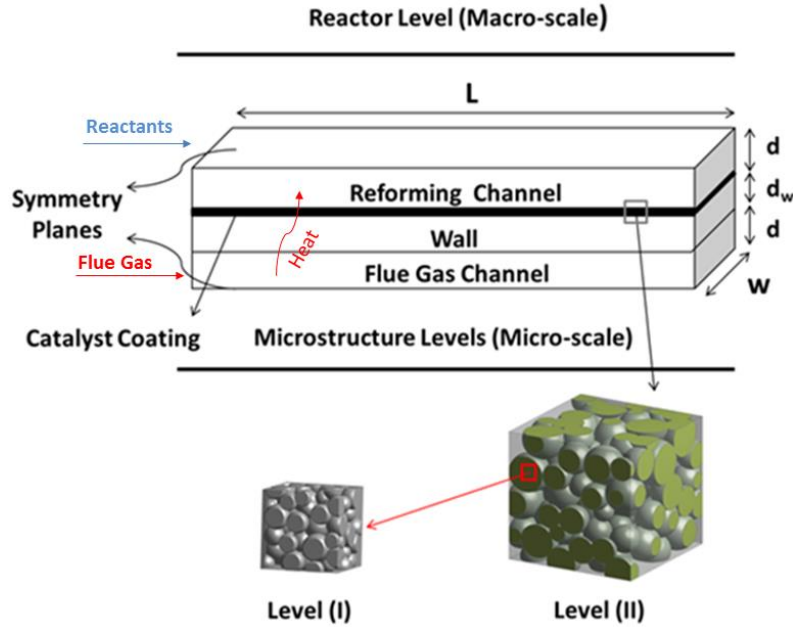 Reactor Level (Macro-scale)
L
Reactants
d
Symmetry
Planes
Reforming Channel
d_w
Heat
Wall
d
Flue Gas
Flue Gas Channel
W
Catalyst Coating
Microstructure Levels (Micro-scale)
Level (I)
Level (II)